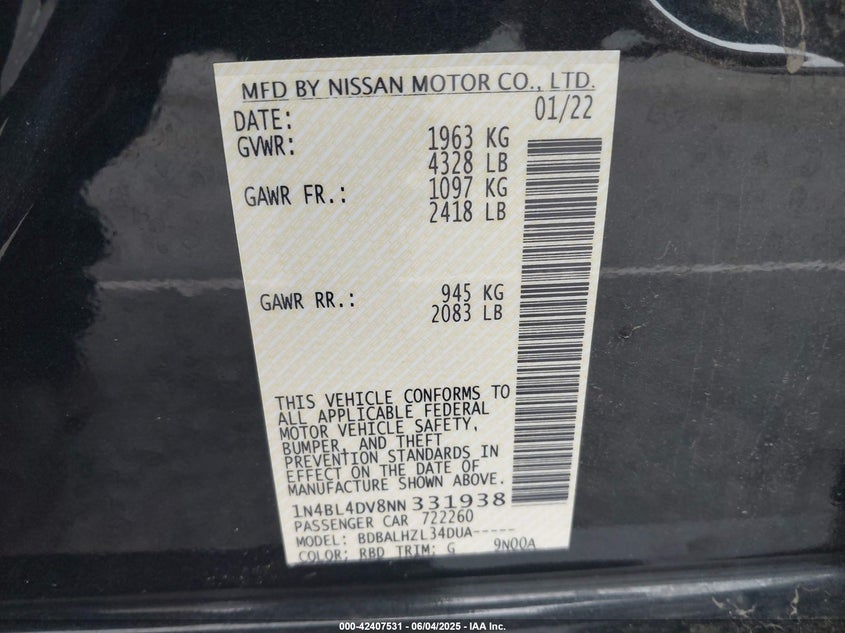 MFD BY NISSAN MOTOR CO., LTD.
DATE: 01/22
GVWR: 1963 KG
4328 LB
GAWR FR.: 1097 KG
2418 LB
GAWR RR.: 945 KG
2083 LB
THIS VEHICLE CONFORMS TO
ALL APPLICABLE FEDERAL
MOTOR VEHICLE SAFETY,
BUMPER, AND THEFT
PREVENTION STANDARDS IN
EFFECT ON THE DATE OF
MANUFACTURE SHOWN ABOVE.
1N4BL4DV8NN331938
PASSENGER CAR 722260
MODEL: BDBALHZL34DUA-----
COLOR: RBD TRIM: G 9N00A
000-42407531 - 06/04/2025 - IAA Inc.